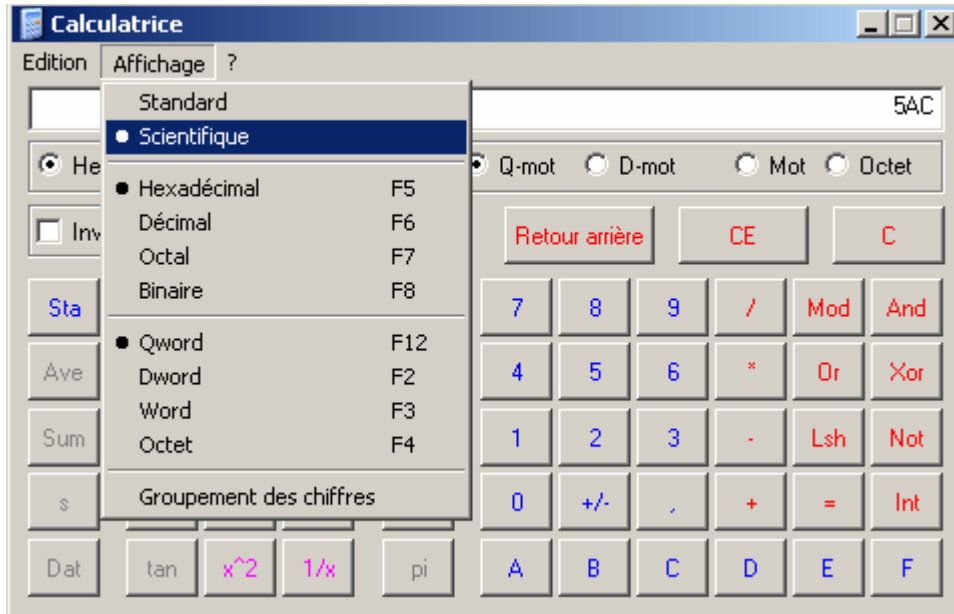 Calculatrice
Edition Affichage ?
5AC
Standard
Scientifique
Hexadécimal F5
Décimal F6
Octal F7
Binaire F8
Qword F12
Dword F2
Word F3
Octet F4
Groupement des chiffres
He Q-mot D-mot Mot Octet
Inv Retour arrière CE C
Sta 7 8 9 / Mod And
Ave 4 5 6 * Or Xor
Sum 1 2 3 - Lsh Not
s 0 +/- , + = Int
Dat tan x^2 1/x pi A B C D E F